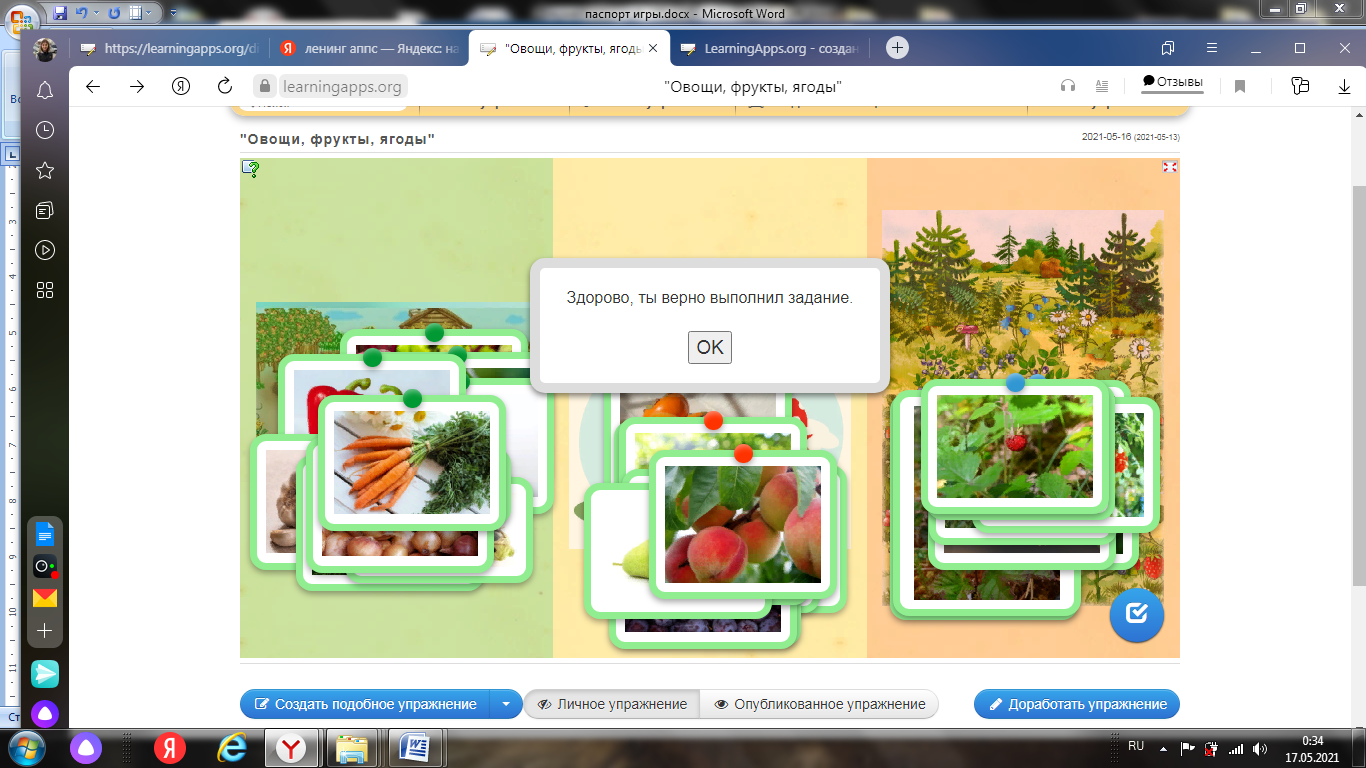 паспорт игры.docx - Microsoft Word
https://learningapps.org/di
ленинг аппс — Яндекс: на
"Овощи, фрукты, ягоды
LearningApps.org - создан
learningapps.org
"Овощи, фрукты, ягоды"
Отзывы
"Овощи, фрукты, ягоды"
2021-05-16 (2021-05-13)
Здорово, ты верно выполнил задание.
OK
Создать подобное упражнение
Личное упражнение
Опубликованное упражнение
Доработать упражнение
RU
0:34
17.05.2021